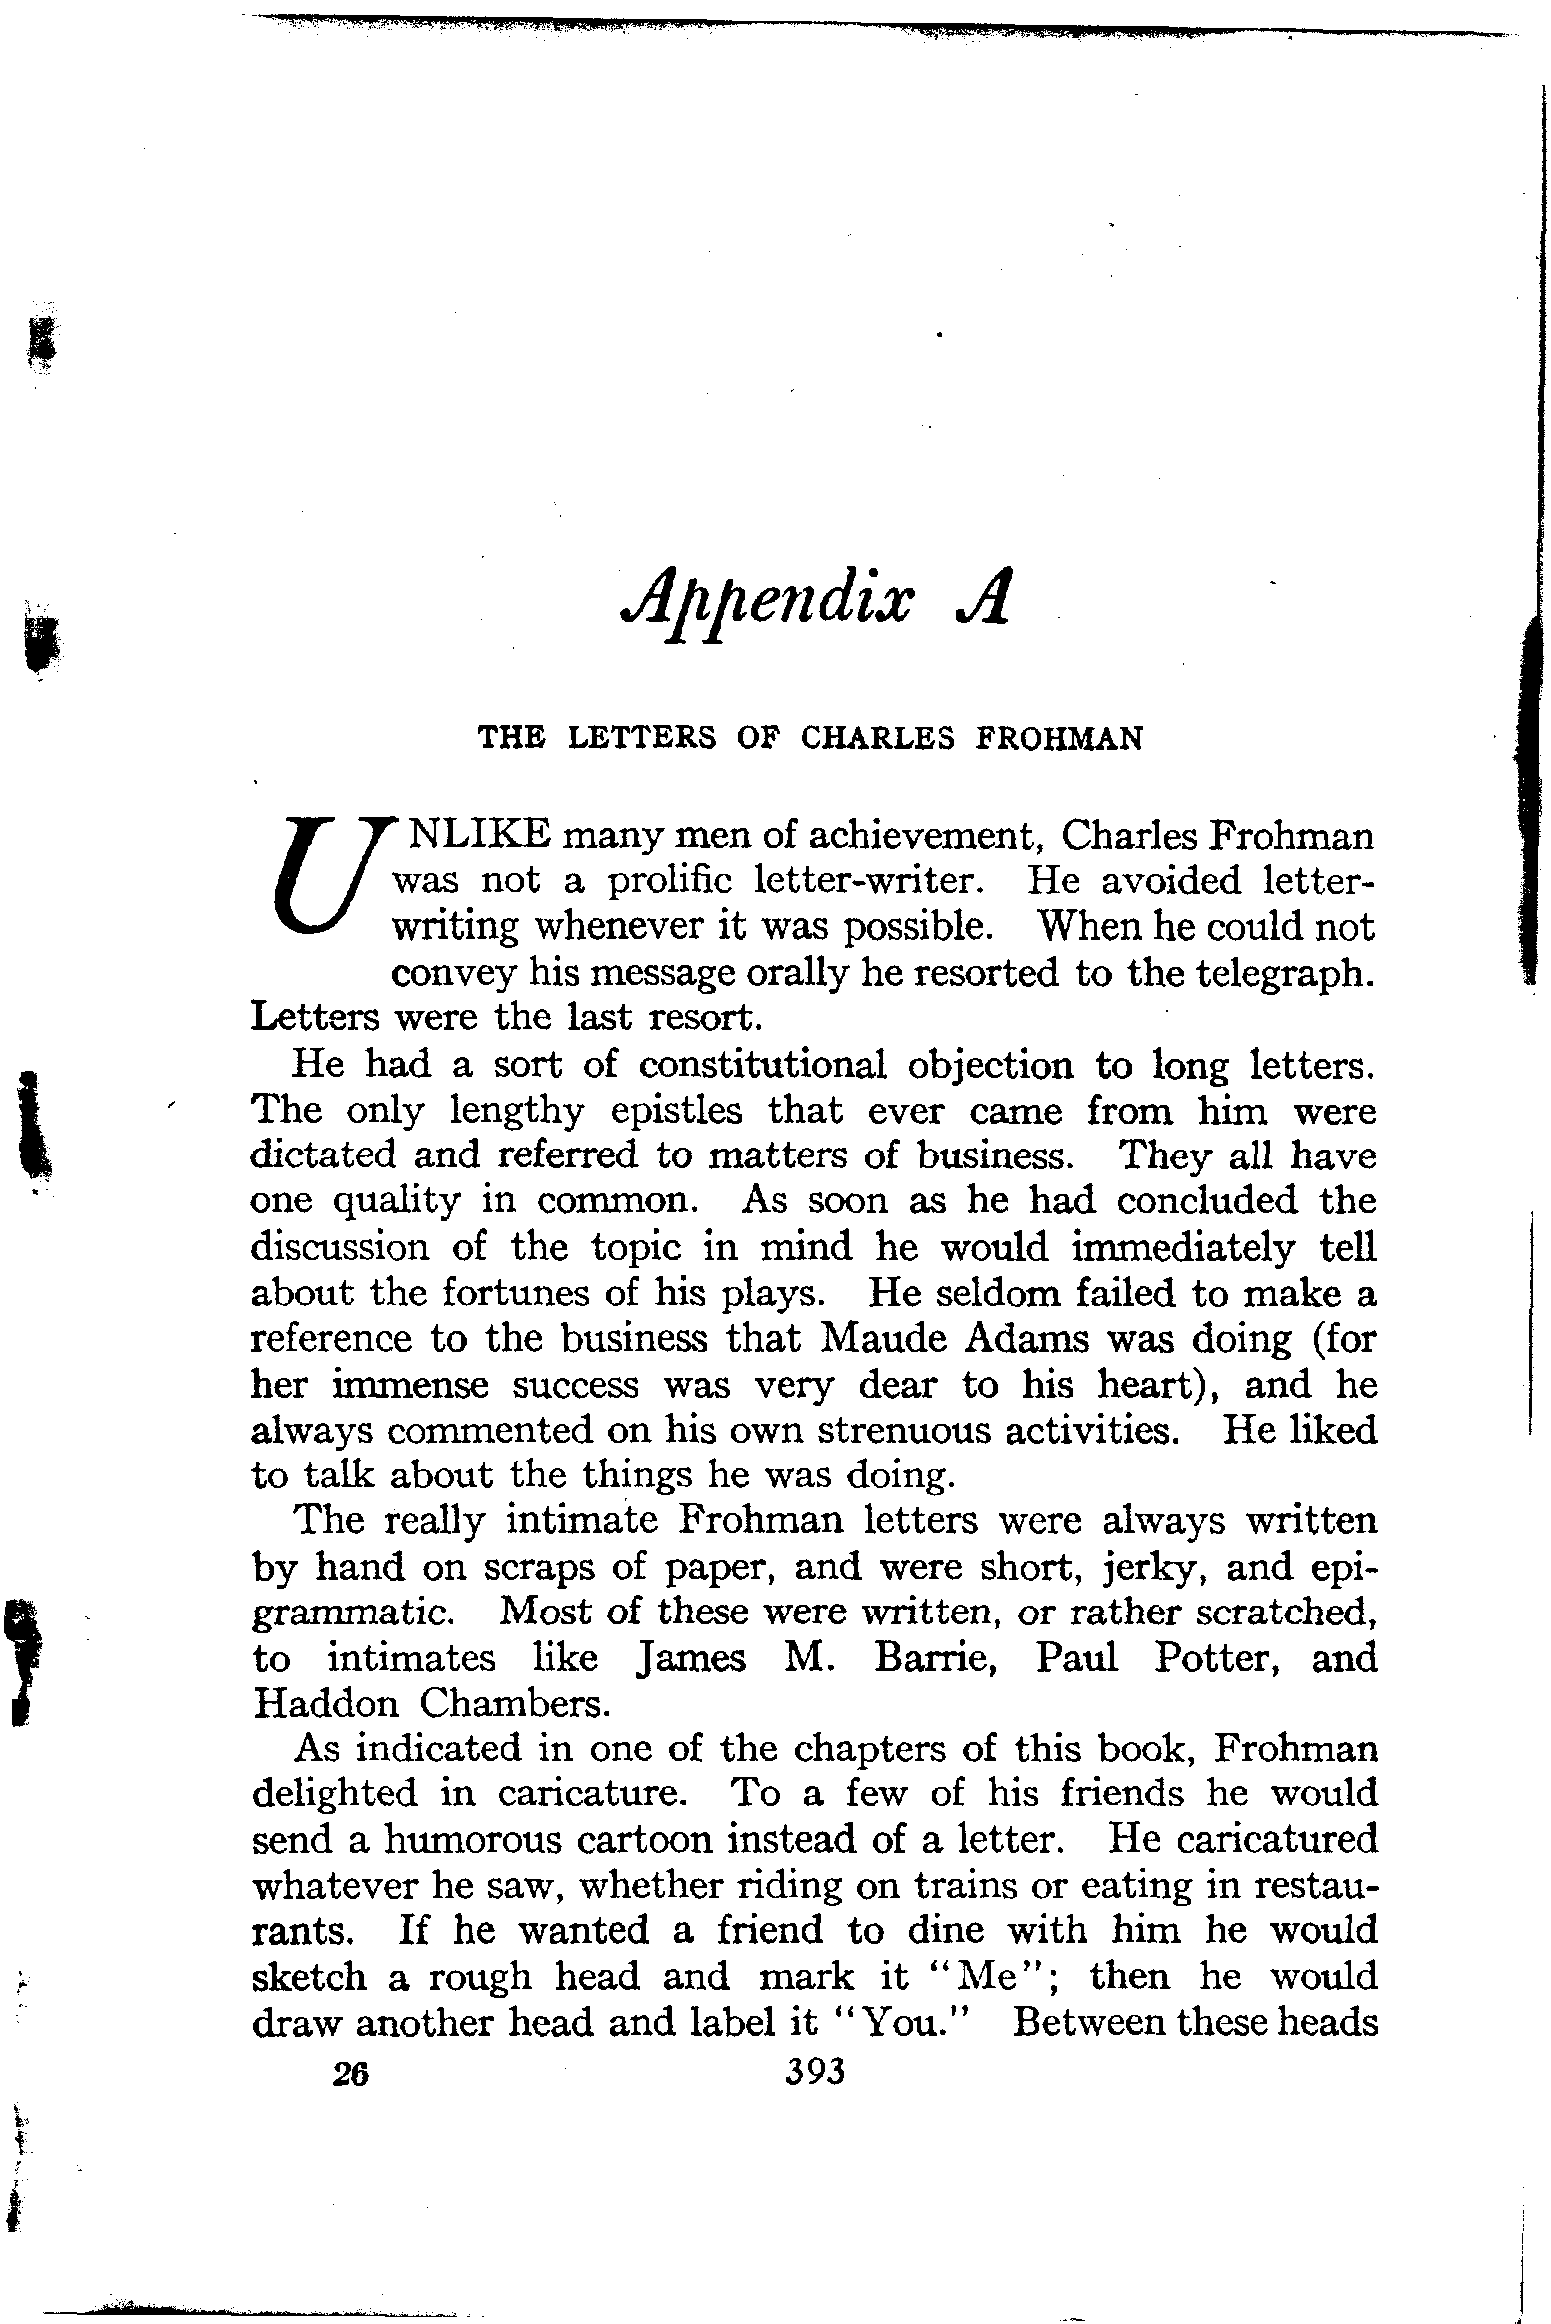 Appendix A
THE LETTERS OF CHARLES FROHMAN
UNLIKE many men of achievement, Charles Frohman
was not a prolific letter-writer. He avoided letter-
writing whenever it was possible. When he could not
convey his message orally he resorted to the telegraph.
Letters were the last resort.
He had a sort of constitutional objection to long letters.
The only lengthy epistles that ever came from him were
dictated and referred to matters of business. They all have
one quality in common. As soon as he had concluded the
discussion of the topic in mind he would immediately tell
about the fortunes of his plays. He seldom failed to make a
reference to the business that Maude Adams was doing (for
her immense success was very dear to his heart), and he
always commented on his own strenuous activities. He liked
to talk about the things he was doing.
The really intimate Frohman letters were always written
by hand on scraps of paper, and were short, jerky, and epi-
grammatic. Most of these were written, or rather scratched,
to intimates like James M. Barrie, Paul Potter, and
Haddon Chambers.
As indicated in one of the chapters of this book, Frohman
delighted in caricature. To a few of his friends he would
send a humorous cartoon instead of a letter. He caricatured
whatever he saw, whether riding on trains or eating in restau-
rants. If he wanted a friend to dine with him he would
sketch a rough head and mark it "Me"; then he would
draw another head and label it "You." Between these heads
26 393